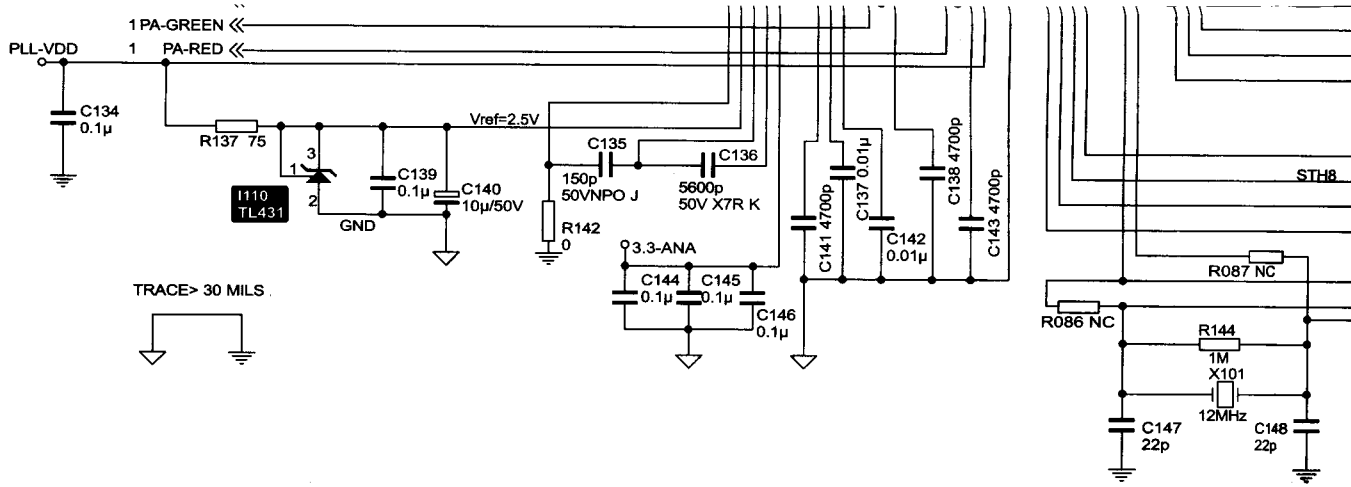 1 PA-GREEN
PLL-VDD
1 PA-RED
C134
0.1µ
R137 75
Vref=2.5V
3
1
2
I110
TL431
C139
0.1µ
C140
10µ/50V
GND
C135
150p
50VNPO J
C136
5600p
50V X7R K
R142
0
3.3-ANA
C144
0.1µ
C145
0.1µ
C146
0.1µ
C141 4700p
C137 0.01µ
C142
0.01µ
C138 4700p
C143 4700p
STH8
R087 NC
R086 NC
R144
1M
X101
12MHz
C147
22p
C148
22p
TRACE> 30 MILS